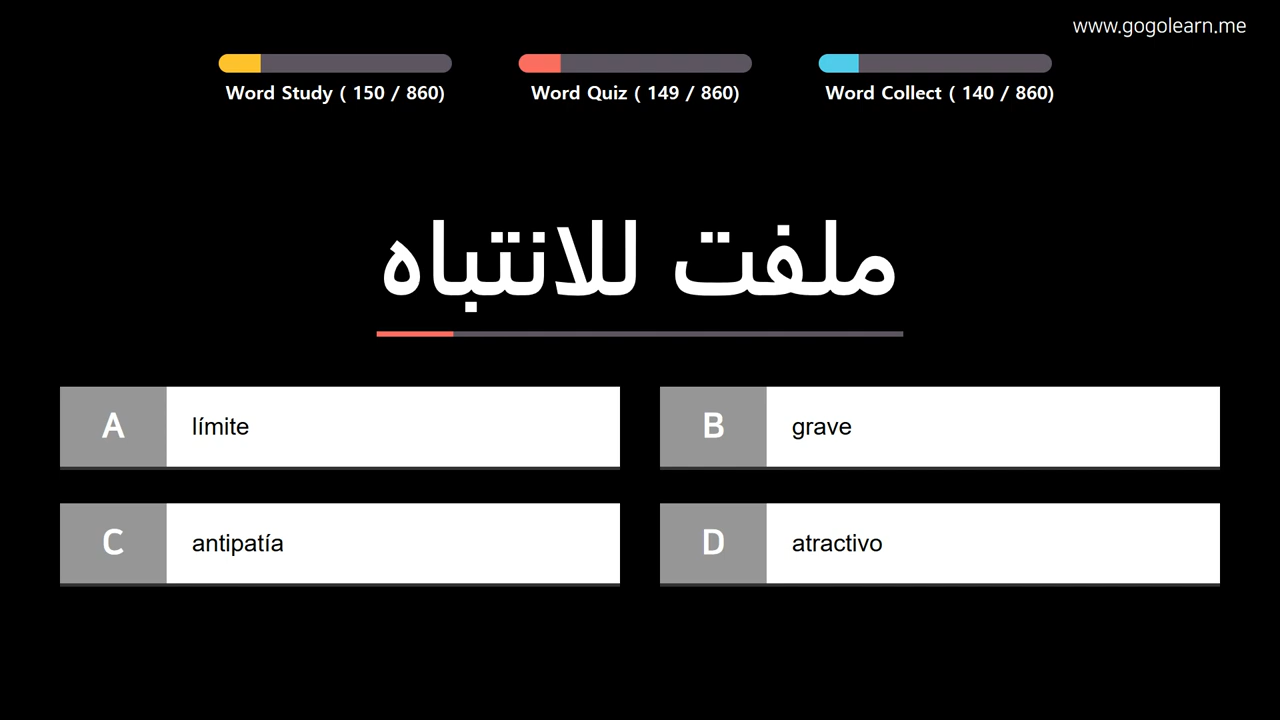 www.gogolearn.me
Word Study ( 150 / 860)
Word Quiz ( 149 / 860)
Word Collect ( 140 / 860)
ملفت للانتباه
A límite
B grave
C antipatía
D atractivo